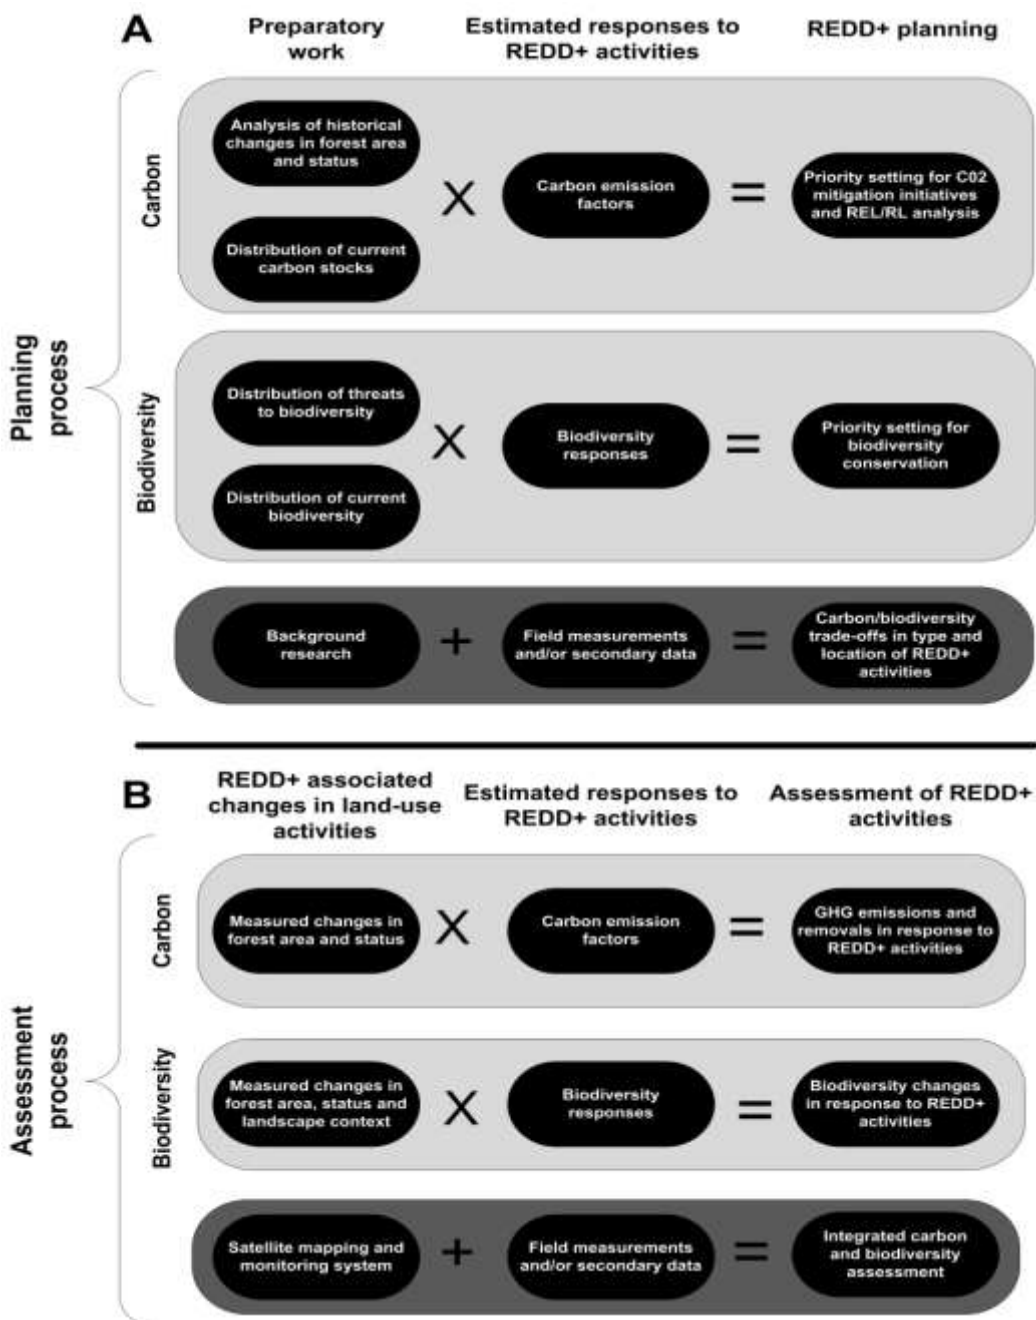 A
Preparatory
work
Estimated responses to
REDD+ activities
REDD+ planning
Planning
process
Carbon
Analysis of historical
changes in forest area
and status
Distribution of current
carbon stocks
X
Carbon emission
factors
=
Priority setting for C02
mitigation initiatives
and REL/RL analysis
Biodiversity
Distribution of threats
to biodiversity
Distribution of current
biodiversity
X
Biodiversity
responses
=
Priority setting for
biodiversity
conservation
Background
research
+
Field measurements
and/or secondary data
=
Carbon/biodiversity
trade-offs in type and
location of REDD+
activities
B
REDD+ associated
changes in land-use
activities
Estimated responses to
REDD+ activities
Assessment of REDD+
activities
Assessment
process
Carbon
Measured changes in
forest area and status
X
Carbon emission
factors
=
GHG emissions and
removals in response to
REDD+ activities
Biodiversity
Measured changes in
forest area, status and
landscape context
X
Biodiversity
responses
=
Biodiversity changes
in response to REDD+
activities
Satellite mapping and
monitoring system
+
Field measurements
and/or secondary data
=
Integrated carbon
and biodiversity
assessment